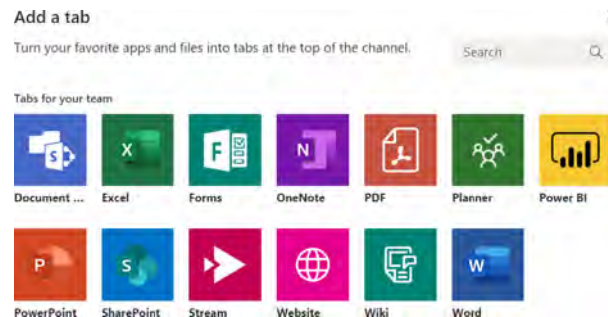 Add a tab
Turn your favorite apps and files into tabs at the top of the channel.
Search
Tabs for your team
S
X
F
N
Document ... Excel Forms OneNote PDF Planner Power BI
P
S
W
PowerPoint SharePoint Stream Website Wiki Word